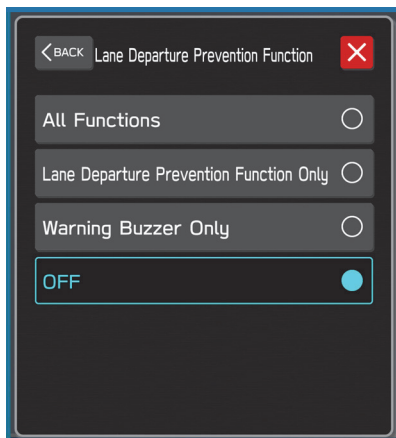 BACK Lane Departure Prevention Function
All Functions
Lane Departure Prevention Function Only
Warning Buzzer Only
OFF